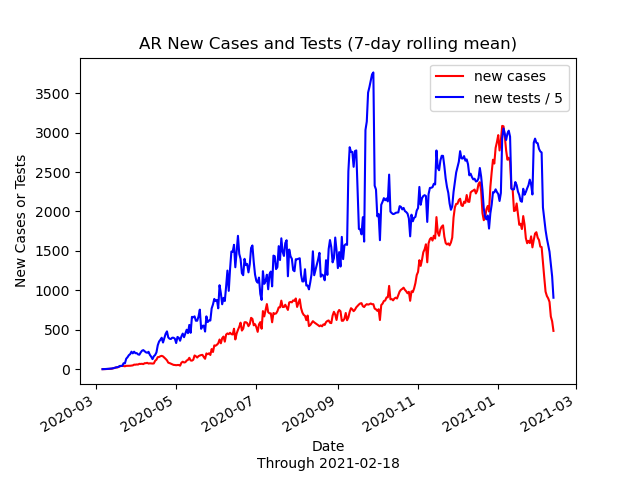 AR New Cases and Tests (7-day rolling mean)
new cases
new tests / 5
New Cases or Tests
3500
3000
2500
2000
1500
1000
500
0
2020-03
2020-05
2020-07
2020-09
2020-11
2021-01
2021-03
Date
Through 2021-02-18